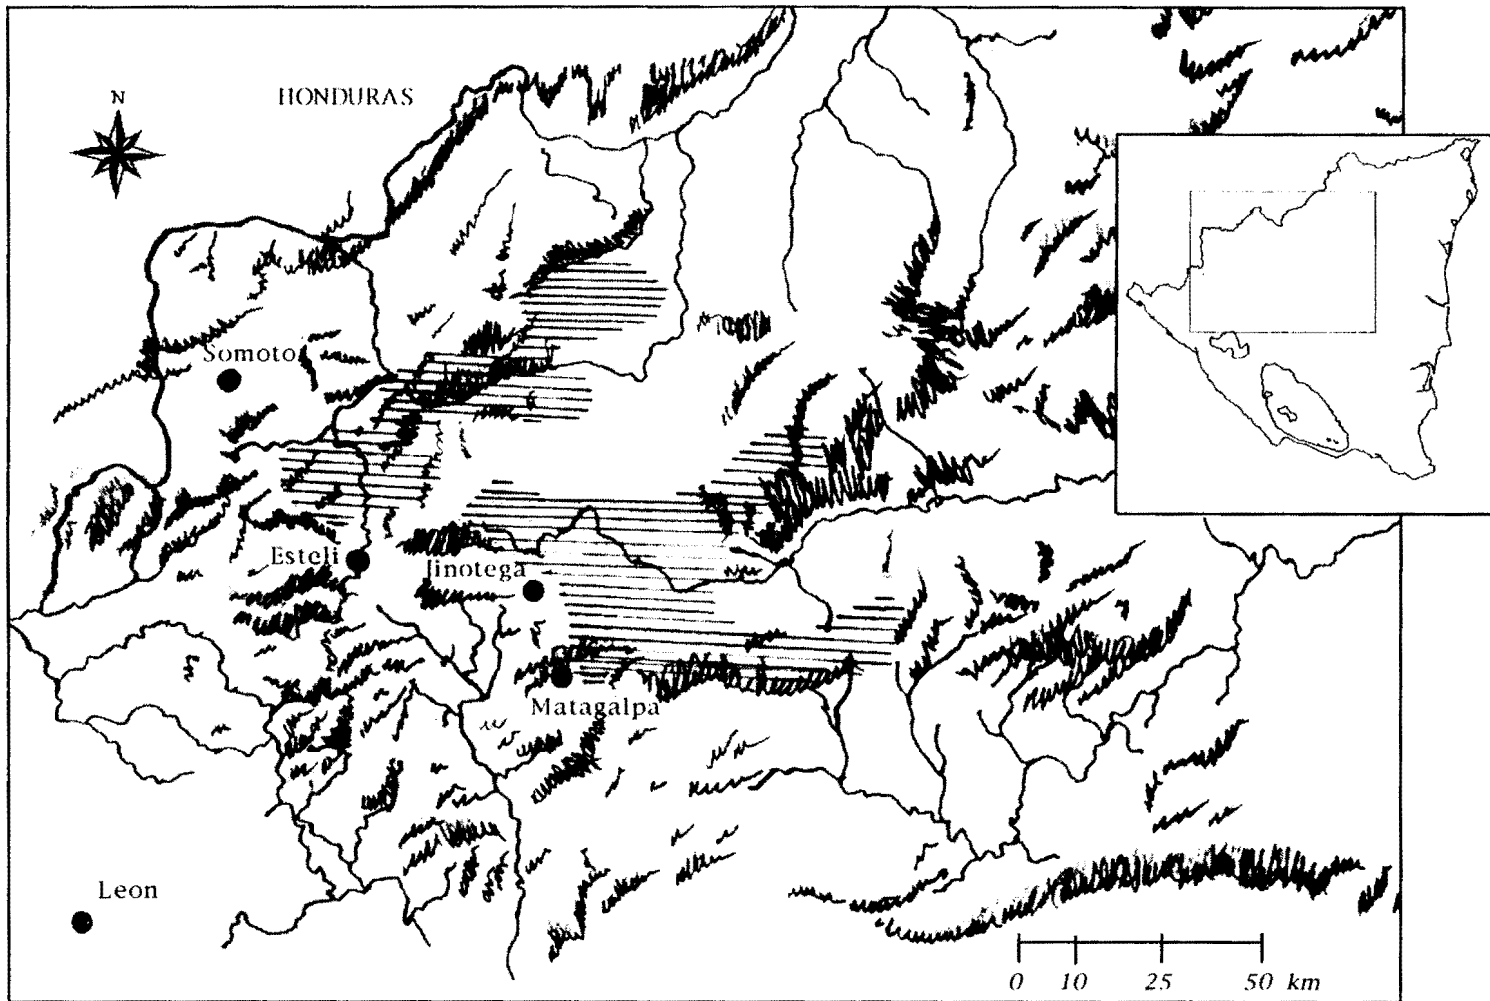 N
HONDURAS
Somoto
Esteli
Jinotega
Matagalpa
Leon
0 10 25 50 km